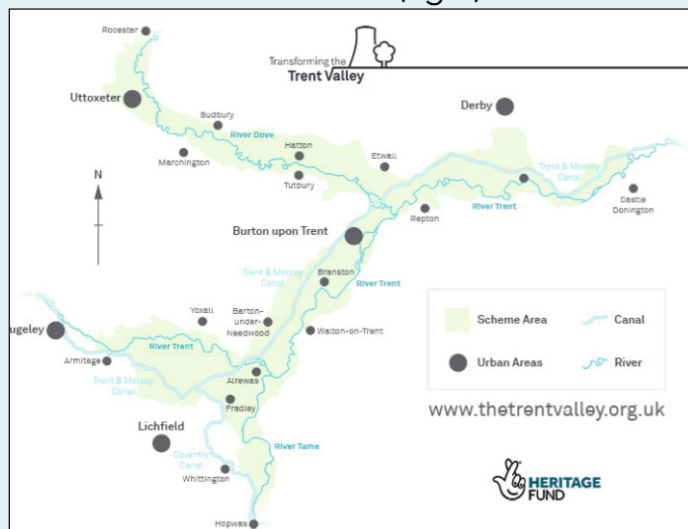 Rocester
Transforming the
Trent Valley
Uttoxeter
Derby
Sudbury
River Dove
Marchington
Hatton
Etwall
Trent & Mersey
Canal
Tutbury
N
Castle
Donington
River Trent
Repton
Burton upon Trent
Trent & Mersey
Canal
Branston
River Trent
Yoxall
Barton-
under-
Needwood
Scheme Area
Canal
ugeley
Walton-on-Trent
River Trent
Armitage
Urban Areas
River
Trent & Mersey
Canal
Alrewas
Fradley
www.thetrentvalley.org.uk
Lichfield
River Tame
Coventry
Canal
Whittington
HERITAGE
FUND
Hopwas